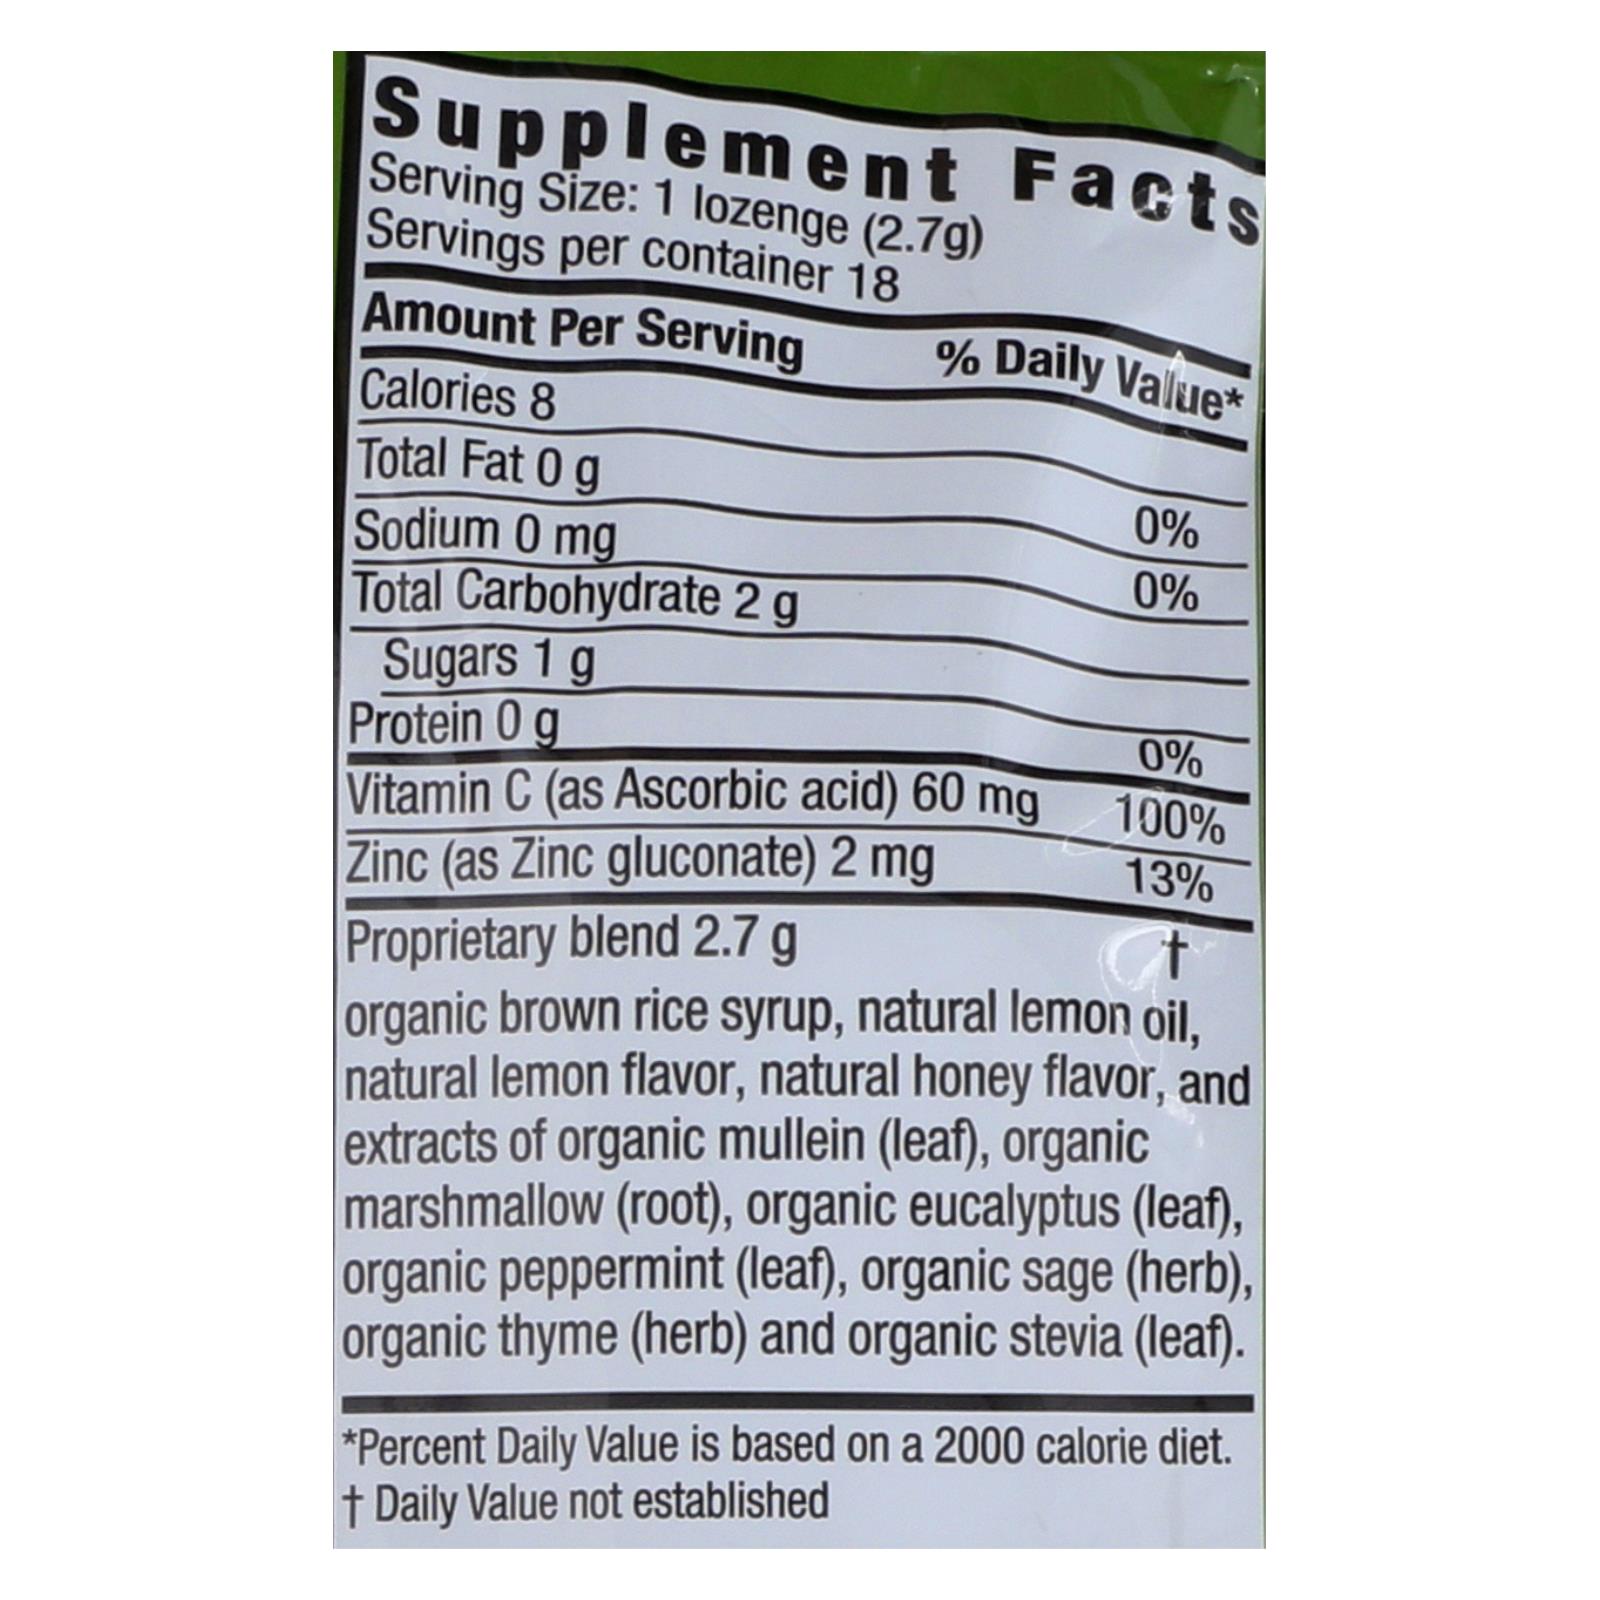 Supplement Facts
Serving Size: 1 lozenge (2.7g)
Servings per container 18
Amount Per Serving % Daily Value*
Calories 8
Total Fat 0 g 0%
Sodium 0 mg 0%
Total Carbohydrate 2 g
Sugars 1 g
Protein 0 g 0%
Vitamin C (as Ascorbic acid) 60 mg 100%
Zinc (as Zinc gluconate) 2 mg 13%
Proprietary blend 2.7 g †
organic brown rice syrup, natural lemon oil,
natural lemon flavor, natural honey flavor, and
extracts of organic mullein (leaf), organic
marshmallow (root), organic eucalyptus (leaf),
organic peppermint (leaf), organic sage (herb),
organic thyme (herb) and organic stevia (leaf).
*Percent Daily Value is based on a 2000 calorie diet.
† Daily Value not established